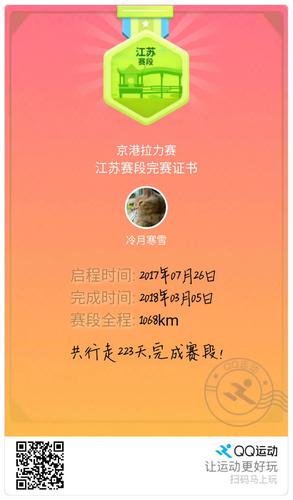 江苏
赛段
京港拉力赛
江苏赛段完赛证书
冷月寒雪
启程时间: 2017年07月26日
完成时间: 2018年03月05日
赛段全程: 1068km
共行走223天,完成赛段!
QQ运动
QQ运动
让运动更好玩
扫码马上玩